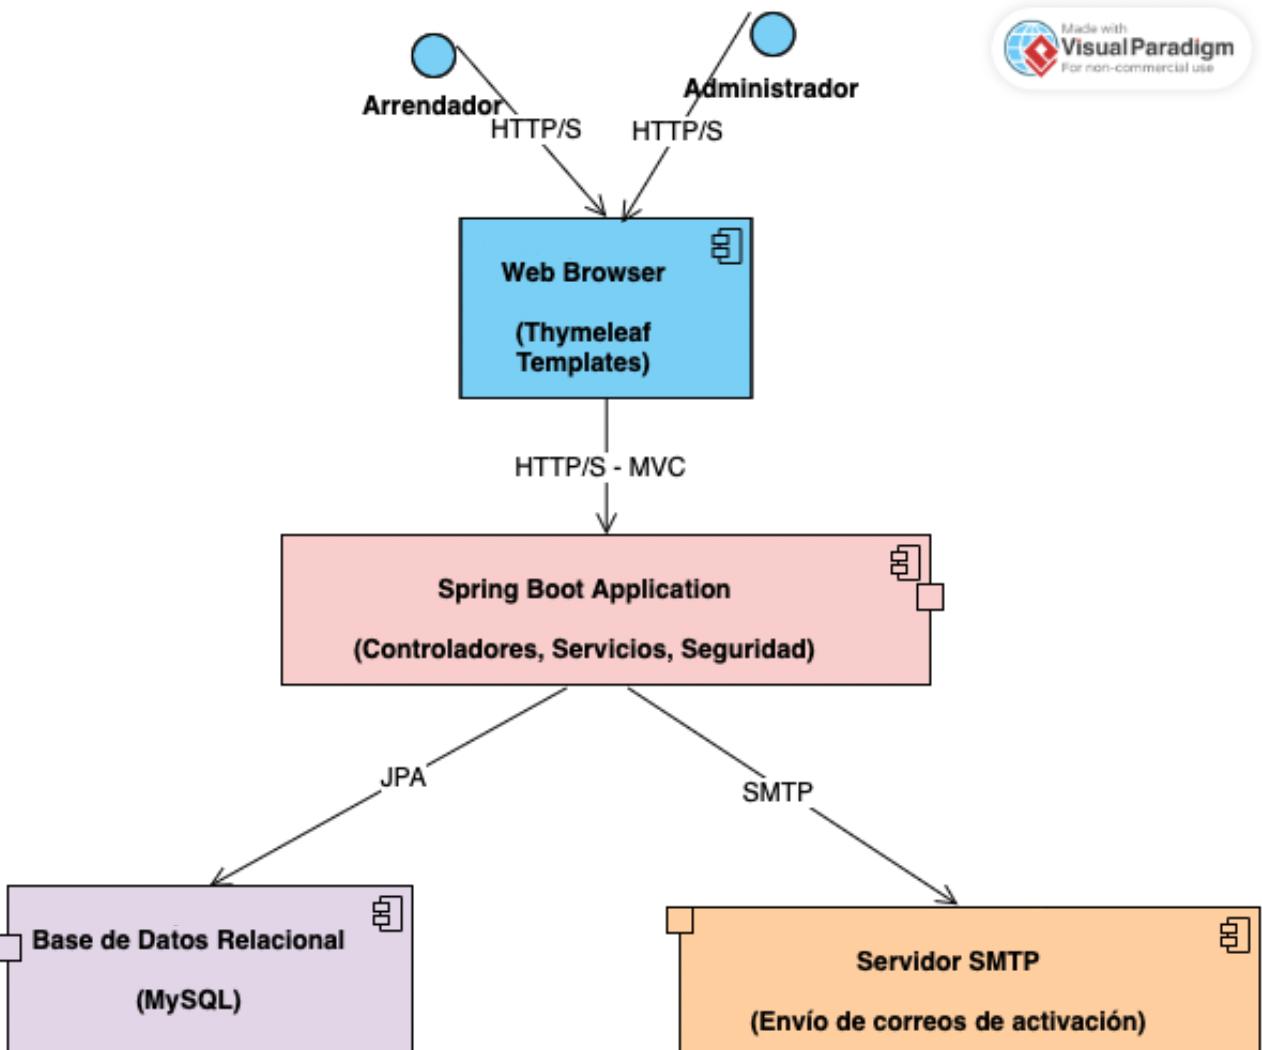 Made with
Visual Paradigm
For non-commercial use
Arrendador
Administrador
HTTP/S
HTTP/S
Web Browser
(Thymeleaf
Templates)
HTTP/S - MVC
Spring Boot Application
(Controladores, Servicios, Seguridad)
JPA
SMTP
Base de Datos Relacional
(MySQL)
Servidor SMTP
(Envío de correos de activación)